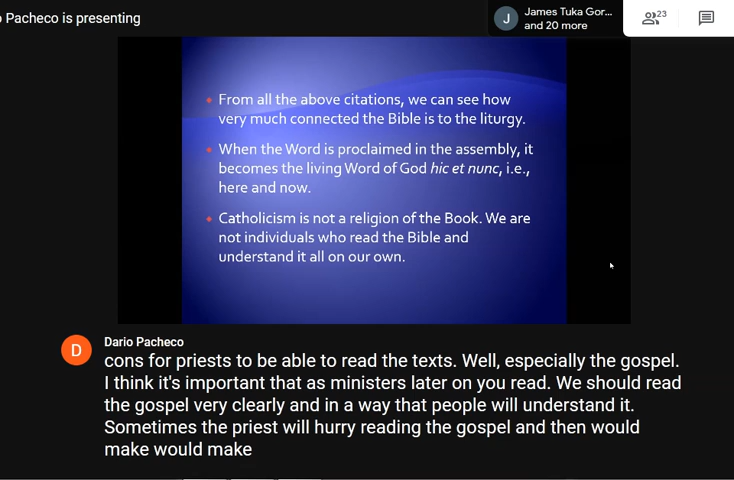 Pacheco is presenting
James Tuka Gor...
and 20 more
J
23
From all the above citations, we can see how
very much connected the Bible is to the liturgy.
When the Word is proclaimed in the assembly, it
becomes the living Word of God hic et nunc, i.e.,
here and now.
Catholicism is not a religion of the Book. We are
not individuals who read the Bible and
understand it all on our own.
D
Dario Pacheco
cons for priests to be able to read the texts. Well, especially the gospel.
I think it's important that as ministers later on you read. We should read
the gospel very clearly and in a way that people will understand it.
Sometimes the priest will hurry reading the gospel and then would
make would make